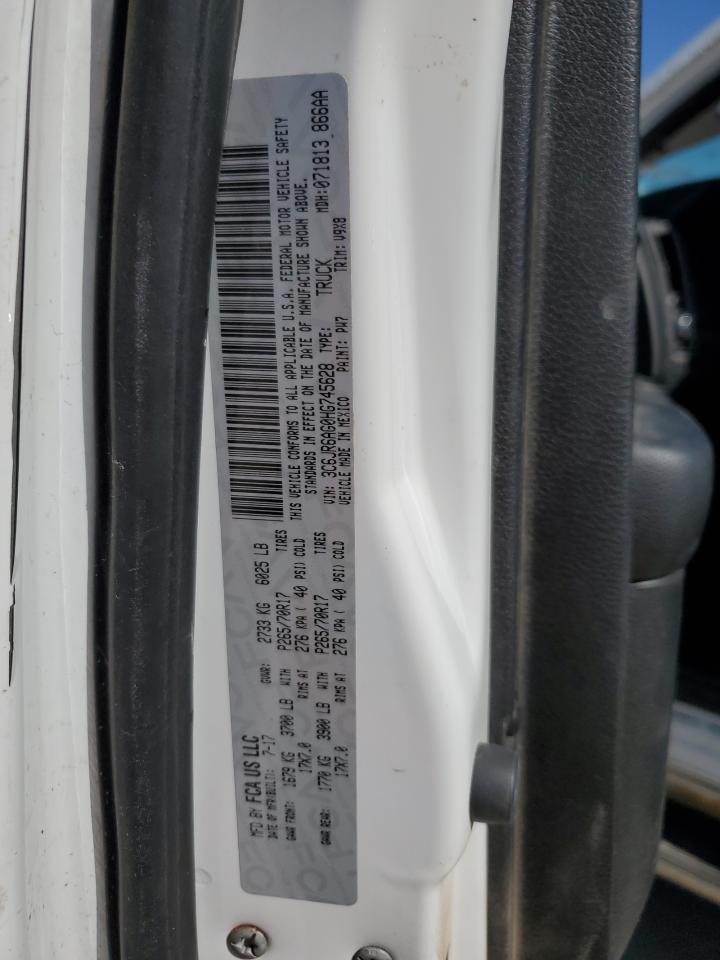 MFD BY FCA US LLC
DATE OF MFR(BUILT): 7-17 GVWR: 2733 KG 6025 LB
GAWR FRONT: 1679 KG 3700 LB WITH P265/70R17 TIRES
17X7.0 RIMS AT 276 KPA( 40 PSI) COLD
GAWR REAR: 1770 KG 3900 LB WITH P265/70R17 TIRES
17X7.0 RIMS AT 276 KPA( 40 PSI) COLD
THIS VEHICLE CONFORMS TO ALL APPLICABLE U.S.A. FEDERAL MOTOR VEHICLE SAFETY
STANDARDS IN EFFECT ON THE DATE OF MANUFACTURE SHOWN ABOVE.
VIN: 3C6JR6AG0HG745628 TYPE: TRUCK MDH:071813 866AA
VEHICLE MADE IN MEXICO PAINT: PW7 TRIM: V9X8